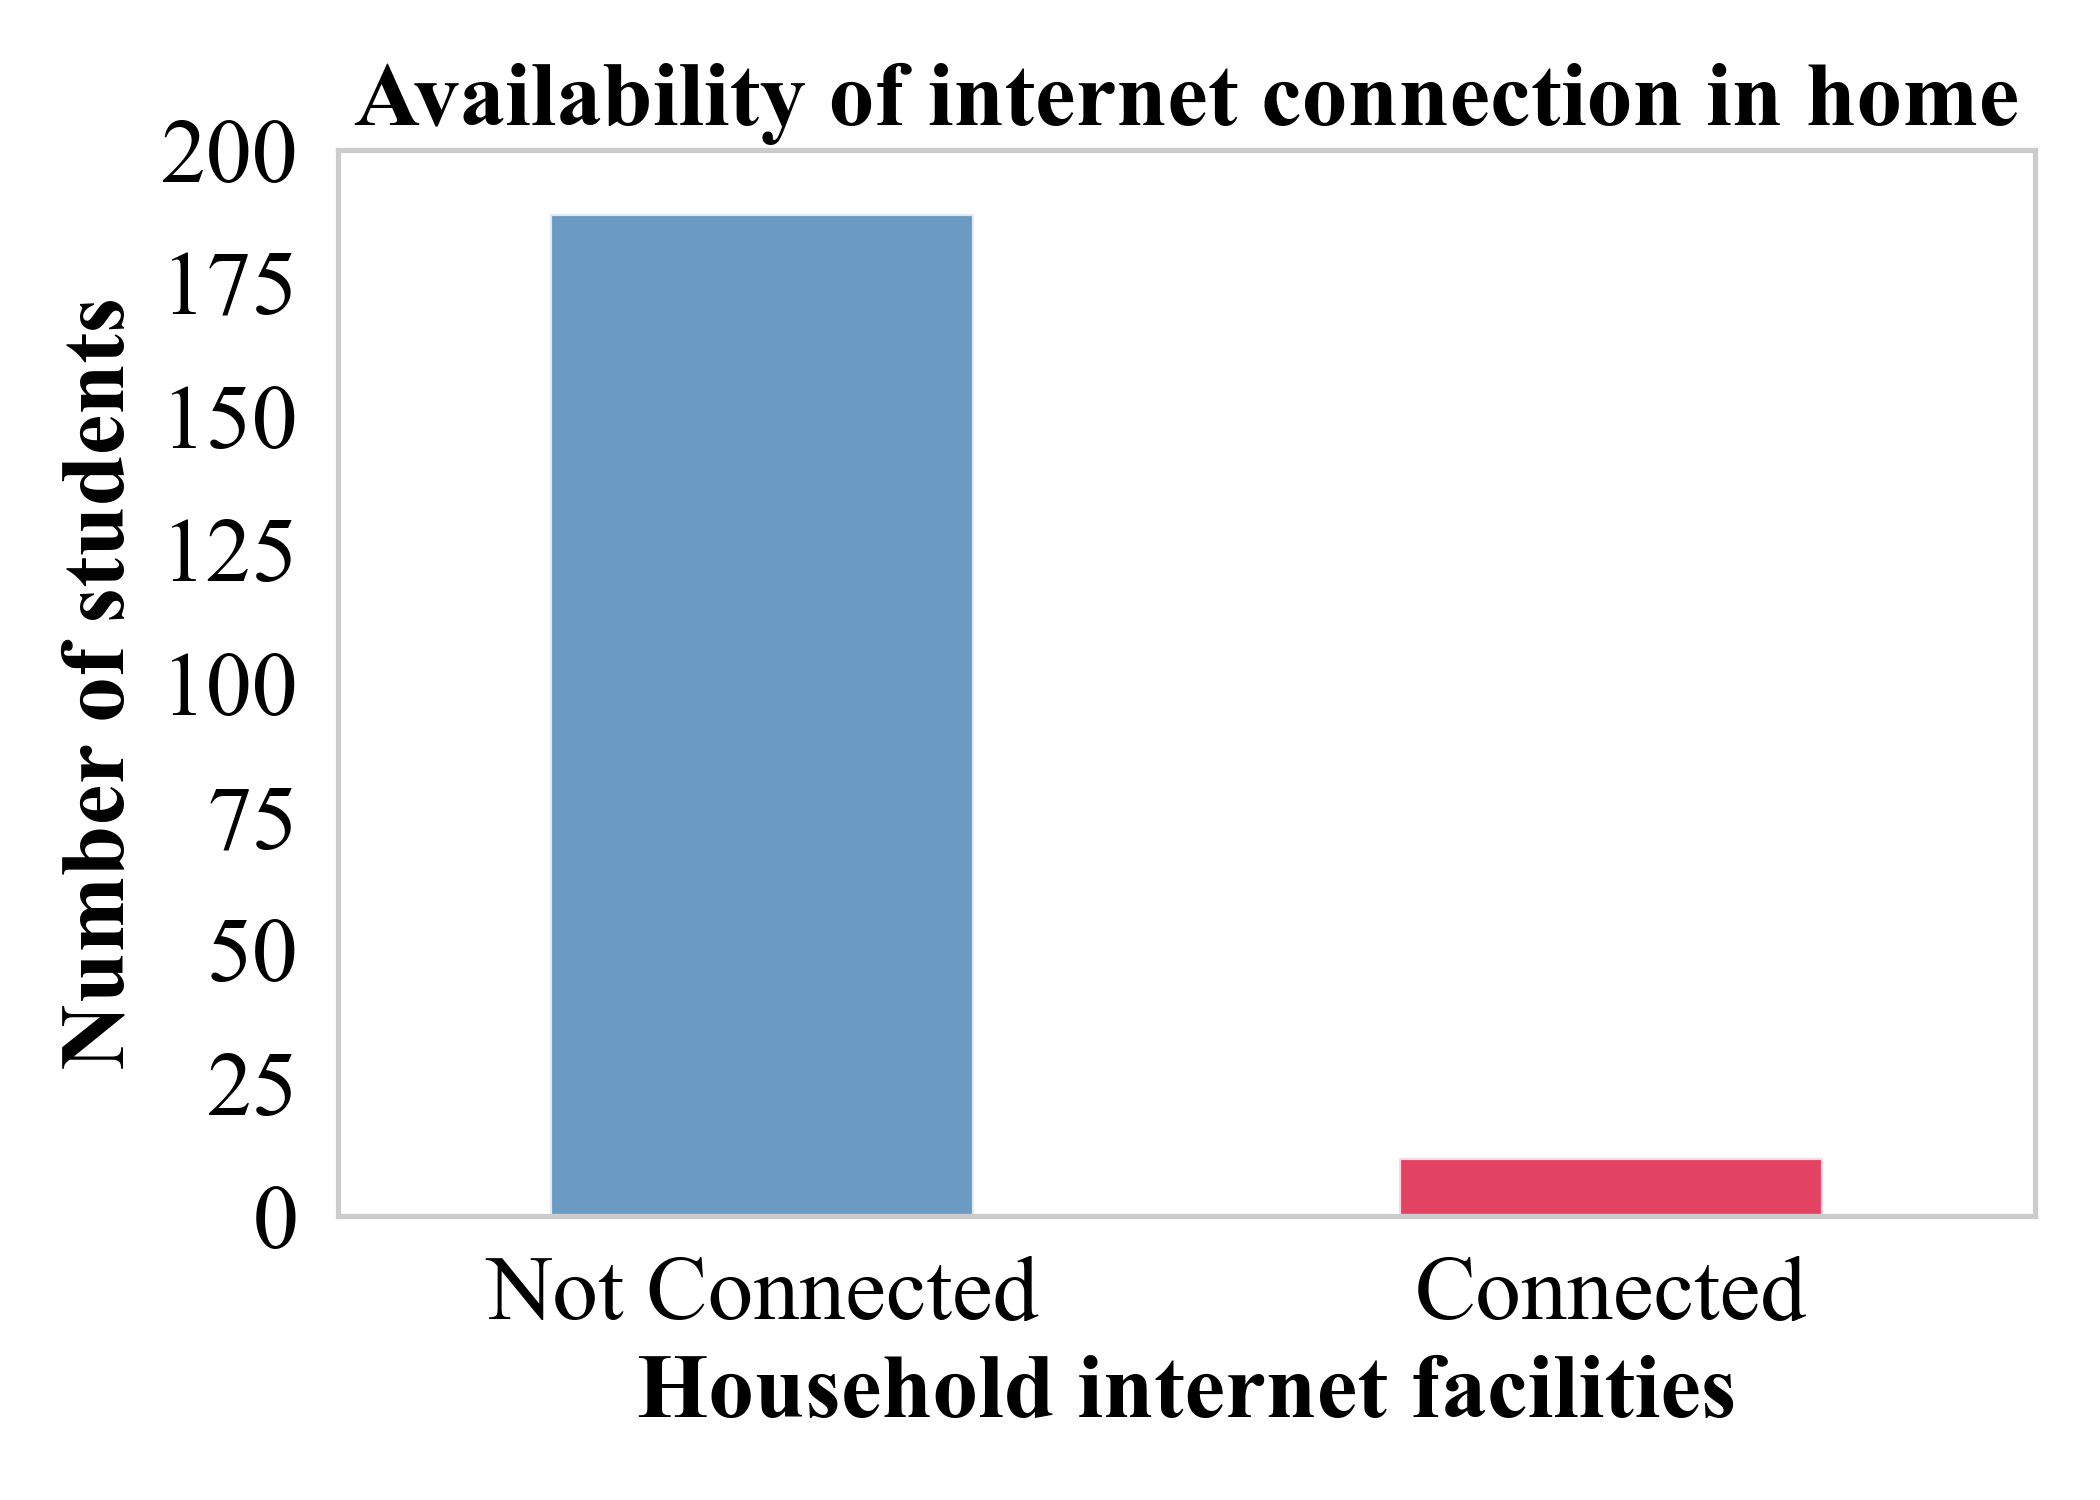 Availability of internet connection in home
200
175
150
125
100
75
50
25
0
Number of students
Not Connected
Connected
Household internet facilities